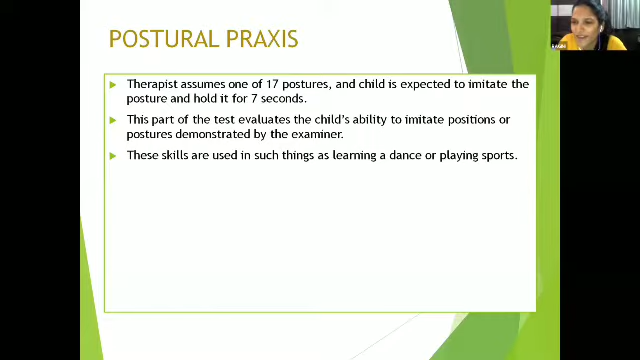 POSTURAL PRAXIS
Therapist assumes one of 17 postures, and child is expected to imitate the
posture and hold it for 7 seconds.
This part of the test evaluates the child's ability to imitate positions or
postures demonstrated by the examiner.
These skills are used in such things as learning a dance or playing sports.